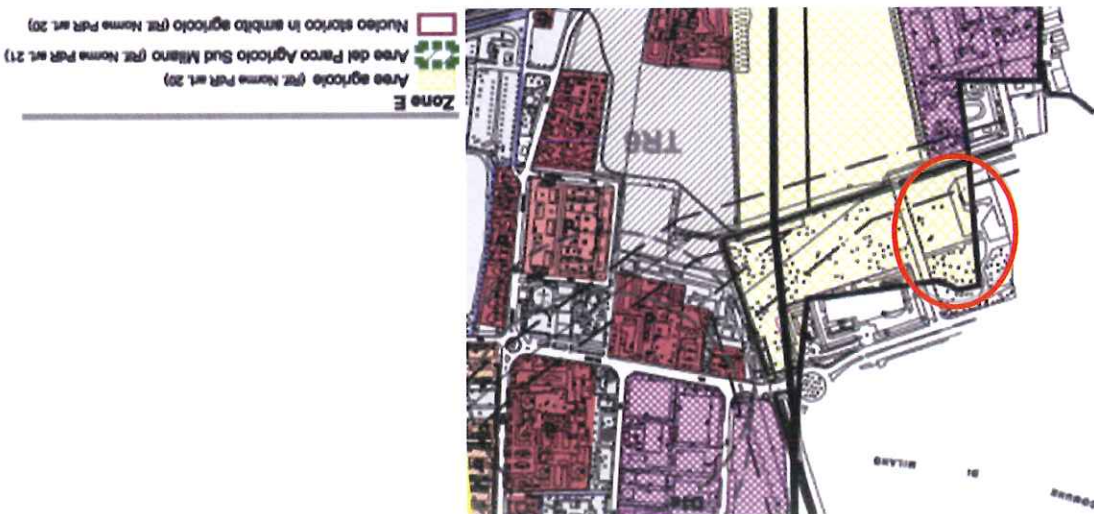 Zone E
Aree agricole (Rif. Norme PdR art. 20)
Aree del Parco Agricolo Sud Milano (Rif. Norme PdR art. 21)
Nucleo storico in ambito agricolo (Rif. Norme PdR art. 20)
COMUNE DI MILANO
TR6